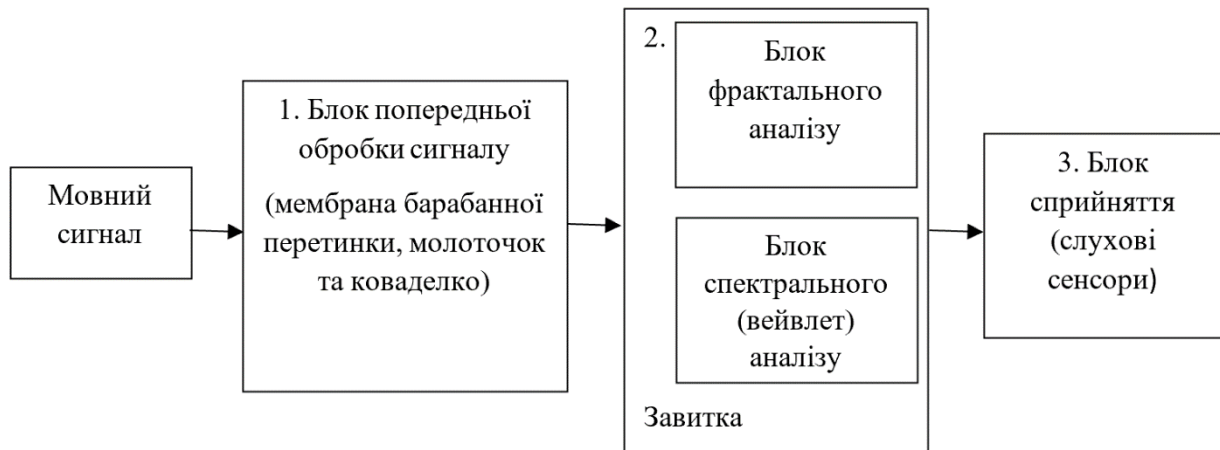 Мовний
сигнал
1. Блок попередньої
обробки сигналу
(мембрана барабанної
перетинки, молоточок
та коваделко)
2.
Блок
фрактального
аналізу
Блок
спектрального
(вейвлет)
аналізу
Завитка
3. Блок
сприйняття
(слухові
сенсори)